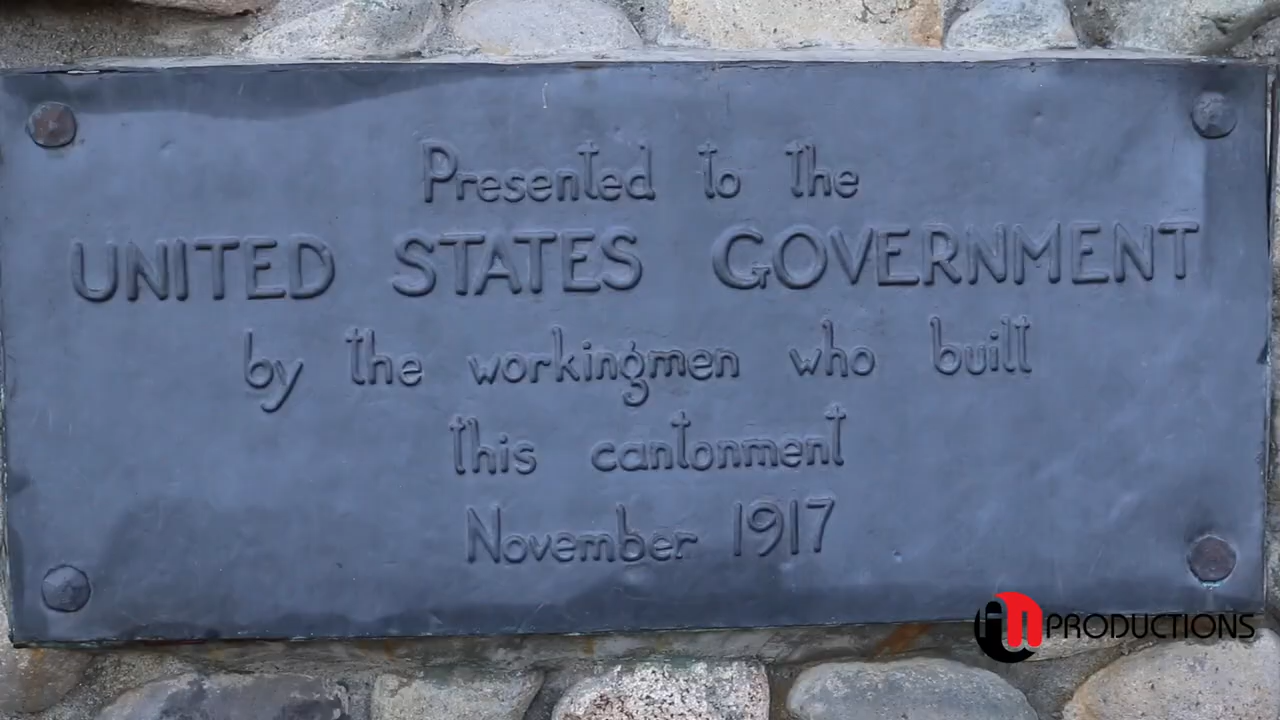 Presented to the
UNITED STATES GOVERNMENT
by the workingmen who built
this cantonment
November 1917
PRODUCTIONS